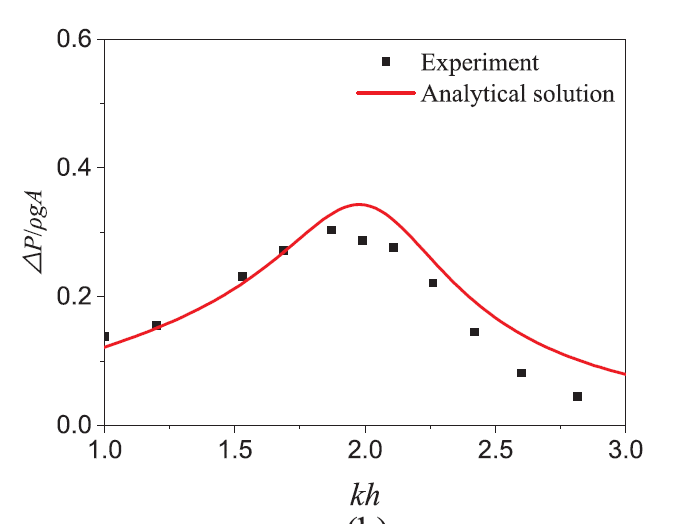 0.6
Experiment
Analytical solution
0.4
ΔP/ρgA
0.2
0.0
1.0 1.5 2.0 2.5 3.0
kh